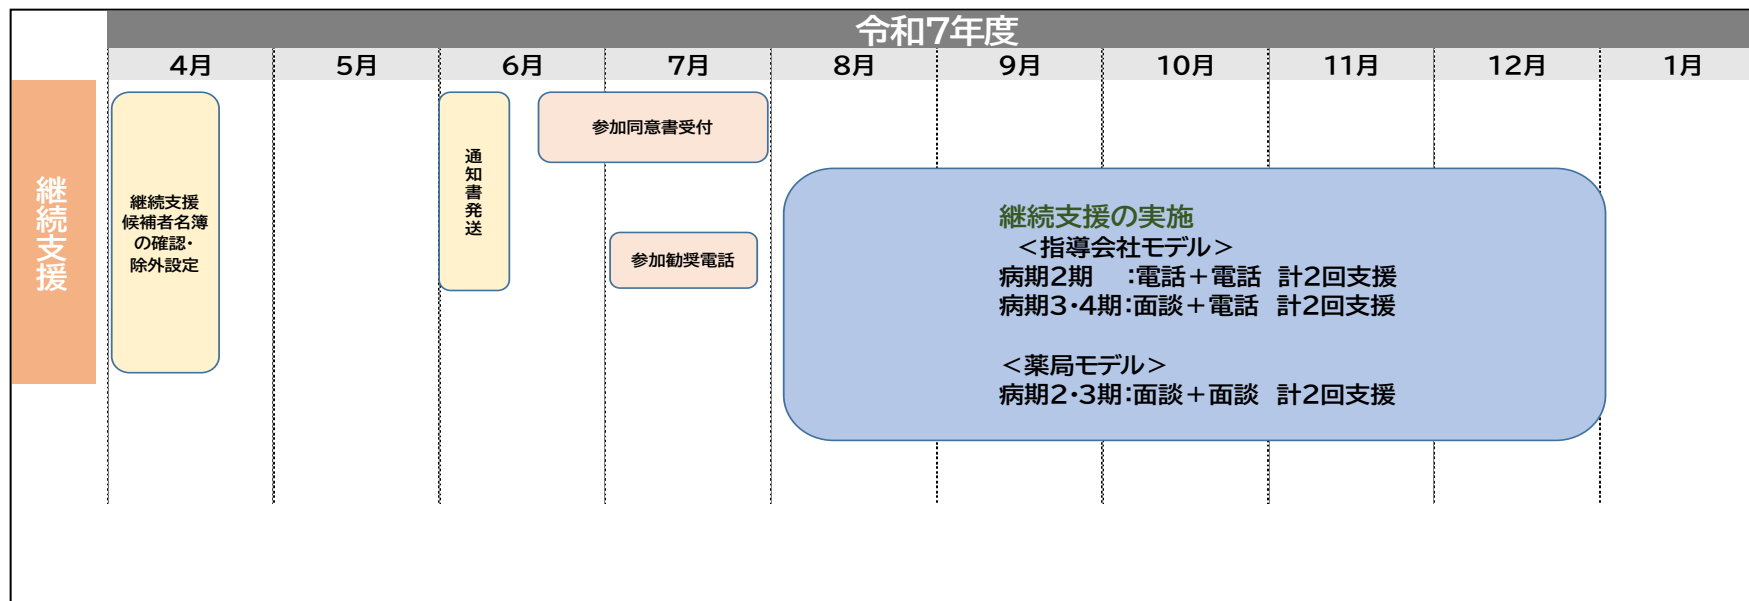 令和7年度
4月 5月 6月 7月 8月 9月 10月 11月 12月 1月
継続支援
継続支援
候補者名簿
の確認・
除外設定
通知書発送
参加同意書受付
参加勧奨電話
継続支援の実施
＜指導会社モデル＞
病期2期　：電話＋電話　計2回支援
病期3・4期：面談＋電話　計2回支援
＜薬局モデル＞
病期2・3期：面談＋面談　計2回支援